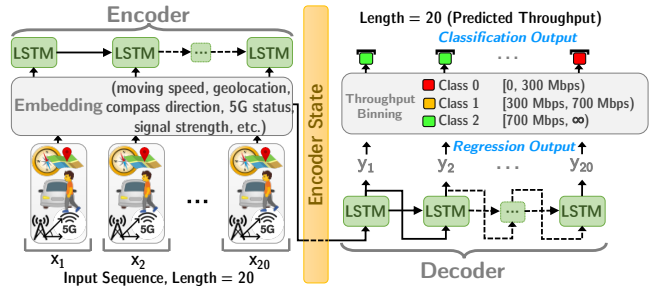 Encoder
LSTM
LSTM
...
LSTM
Embedding
(moving speed, geolocation,
compass direction, 5G status,
signal strength, etc.)
5G
5G
...
5G
x1
x2
x20
Input Sequence, Length = 20
Encoder State
Length = 20 (Predicted Throughput)
Classification Output
...
Throughput
Binning
Class 0 [0, 300 Mbps)
Class 1 [300 Mbps, 700 Mbps)
Class 2 [700 Mbps, ∞)
Regression Output
y1
y2
...
y20
LSTM
LSTM
...
LSTM
Decoder